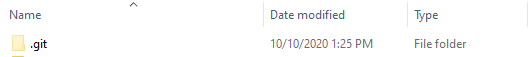 Name Date modified Type
.git 10/10/2020 1:25 PM File folder